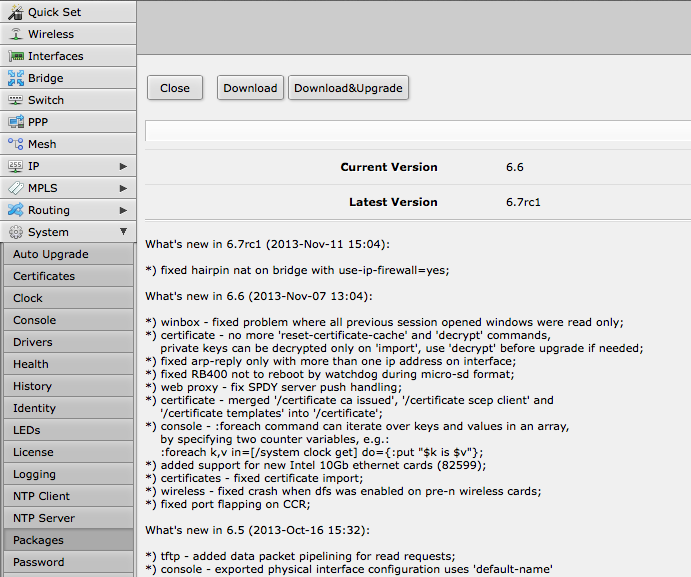 Quick Set
Wireless
Interfaces
Bridge
Switch
PPP
Mesh
IP
MPLS
Routing
System
Auto Upgrade
Certificates
Clock
Console
Drivers
Health
History
Identity
LEDs
License
Logging
NTP Client
NTP Server
Packages
Password
Close
Download
Download&Upgrade
Current Version 6.6
Latest Version 6.7rc1
What's new in 6.7rc1 (2013-Nov-11 15:04):
*) fixed hairpin nat on bridge with use-ip-firewall=yes;
What's new in 6.6 (2013-Nov-07 13:04):
*) winbox - fixed problem where all previous session opened windows were read only;
*) certificate - no more 'reset-certificate-cache' and 'decrypt' commands,
private keys can be decrypted only on 'import', use 'decrypt' before upgrade if needed;
*) fixed arp-reply only with more than one ip address on interface;
*) fixed RB400 not to reboot by watchdog during micro-sd format;
*) web proxy - fix SPDY server push handling;
*) certificate - merged '/certificate ca issued', '/certificate scep client' and
'/certificate templates' into '/certificate';
*) console - :foreach command can iterate over keys and values in an array,
by specifying two counter variables, e.g.:
:foreach k,v in=[/system clock get] do={:put "$k is $v"};
*) added support for new Intel 10Gb ethernet cards (82599);
*) certificates - fixed certificate import;
*) wireless - fixed crash when dfs was enabled on pre-n wireless cards;
*) fixed port flapping on CCR;
What's new in 6.5 (2013-Oct-16 15:32):
*) tftp - added data packet pipelining for read requests;
*) console - exported physical interface configuration uses 'default-name'